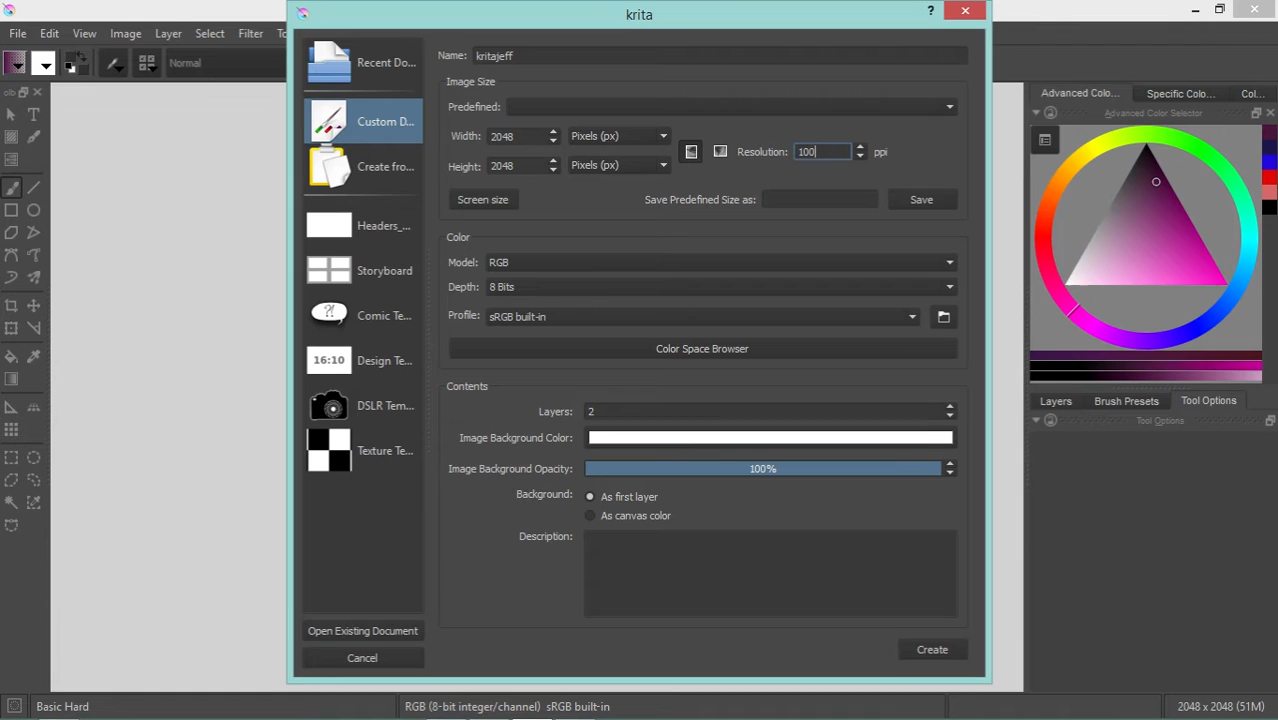 krita
?
File Edit View Image Layer Select Filter To
Normal
olb
Recent Do...
Custom D...
Create fro...
Headers_...
Storyboard
?!
Comic Te...
16:10
Design Te...
DSLR Tem...
Texture Te...
Open Existing Document
Cancel
Name: kritajeff
Image Size
Predefined:
Width: 2048 Pixels (px)
Height: 2048 Pixels (px)
Resolution: 100 ppi
Screen size
Save Predefined Size as:
Save
Color
Model: RGB
Depth: 8 Bits
Profile: sRGB built-in
Color Space Browser
Contents
Layers: 2
Image Background Color:
Image Background Opacity: 100%
Background: As first layer
As canvas color
Description:
Create
Advanced Colo... Specific Colo... Col...
Advanced Color Selector
Layers Brush Presets Tool Options
Tool Options
Basic Hard
RGB (8-bit integer/channel) sRGB built-in
2048 x 2048 (51M)